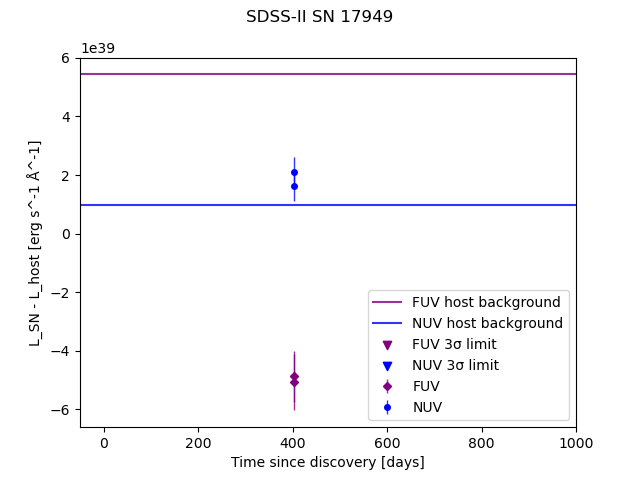 SDSS-II SN 17949
1e39
6
4
2
0
−2
−4
−6
L_SN - L_host [erg s^-1 Å^-1]
FUV host background
NUV host background
FUV 3σ limit
NUV 3σ limit
FUV
NUV
0 200 400 600 800 1000
Time since discovery [days]